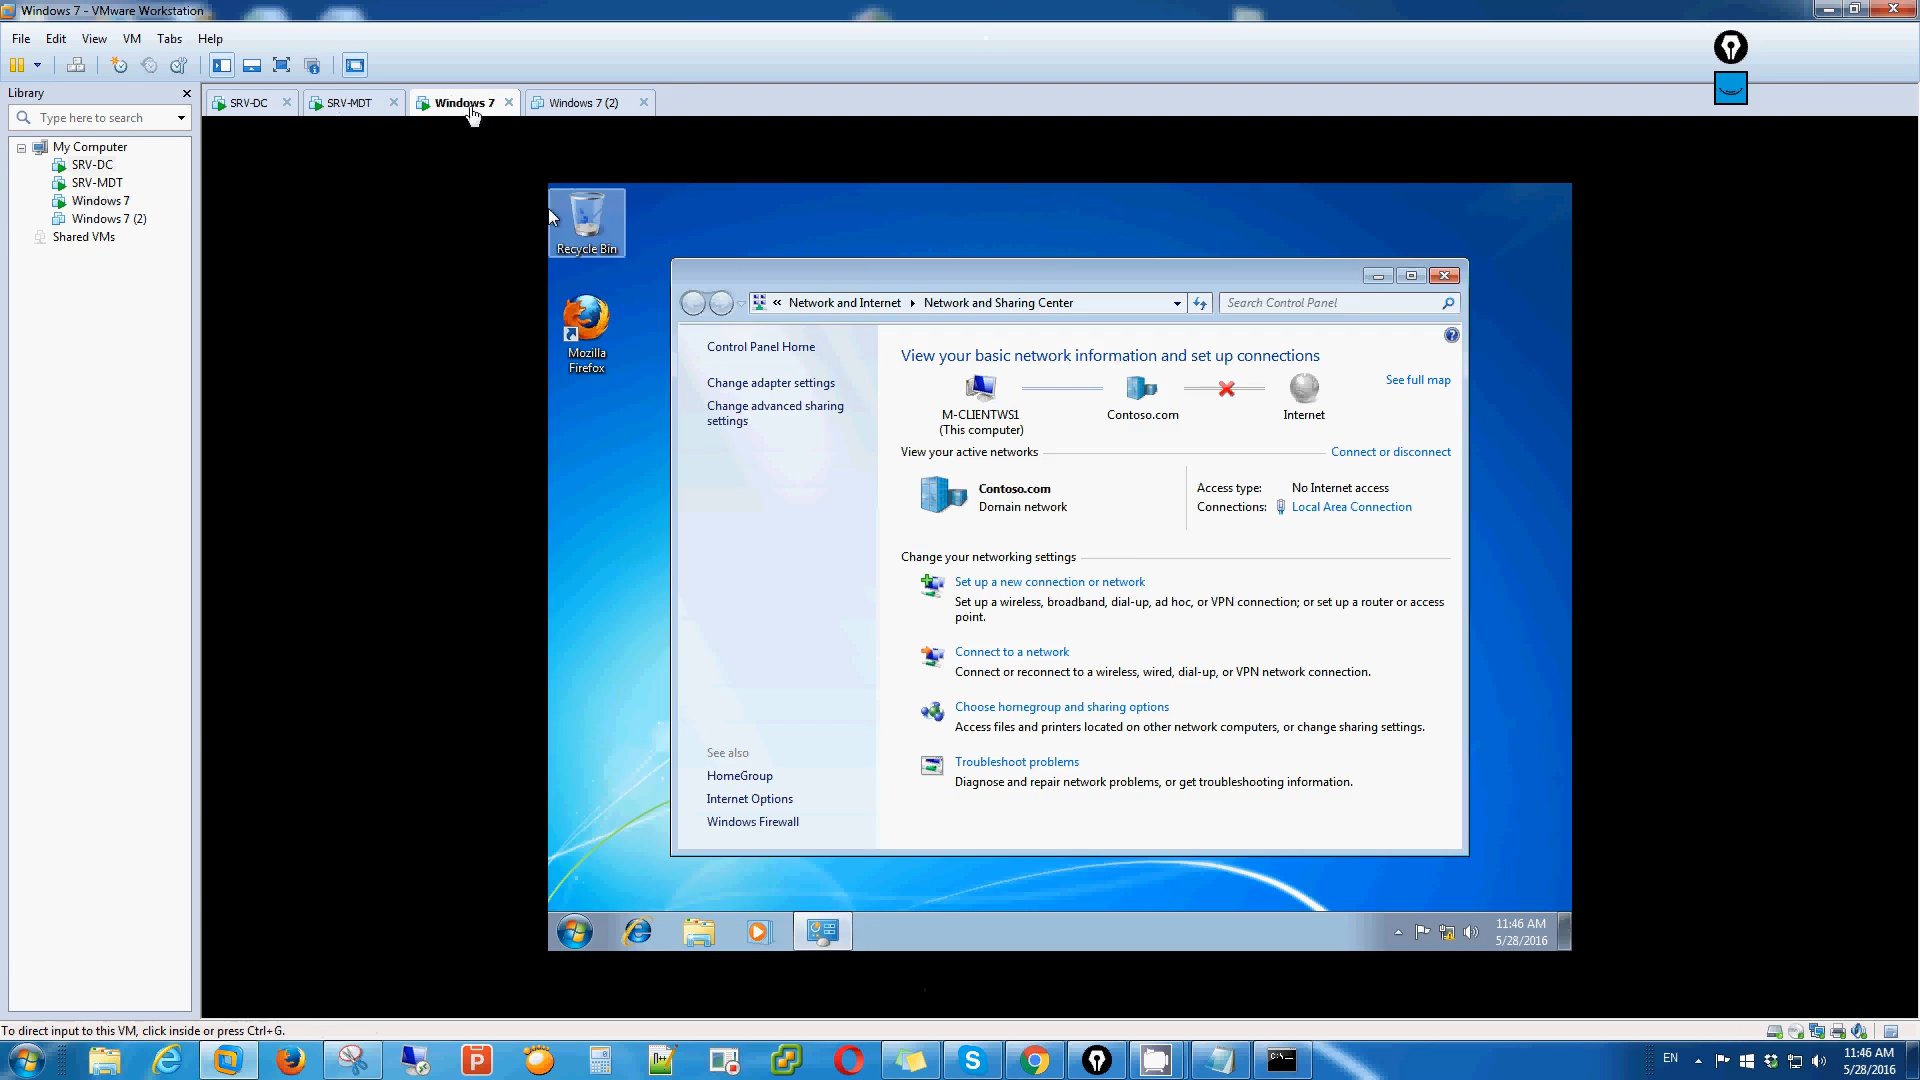 Windows 7 - VMware Workstation
File Edit View VM Tabs Help
Library
SRV-DC
SRV-MDT
Windows 7
Windows 7 (2)
Type here to search
My Computer
SRV-DC
SRV-MDT
Windows 7
Windows 7 (2)
Shared VMs
Recycle Bin
Mozilla
Firefox
« Network and Internet
Network and Sharing Center
Search Control Panel
Control Panel Home
Change adapter settings
Change advanced sharing
settings
See also
HomeGroup
Internet Options
Windows Firewall
View your basic network information and set up connections
See full map
M-CLIENTWS1
(This computer)
Contoso.com
Internet
View your active networks
Connect or disconnect
Contoso.com
Domain network
Access type: No Internet access
Connections: Local Area Connection
Change your networking settings
Set up a new connection or network
Set up a wireless, broadband, dial-up, ad hoc, or VPN connection; or set up a router or access
point.
Connect to a network
Connect or reconnect to a wireless, wired, dial-up, or VPN network connection.
Choose homegroup and sharing options
Access files and printers located on other network computers, or change sharing settings.
Troubleshoot problems
Diagnose and repair network problems, or get troubleshooting information.
11:46 AM
5/28/2016
To direct input to this VM, click inside or press Ctrl+G.
EN
11:46 AM
5/28/2016